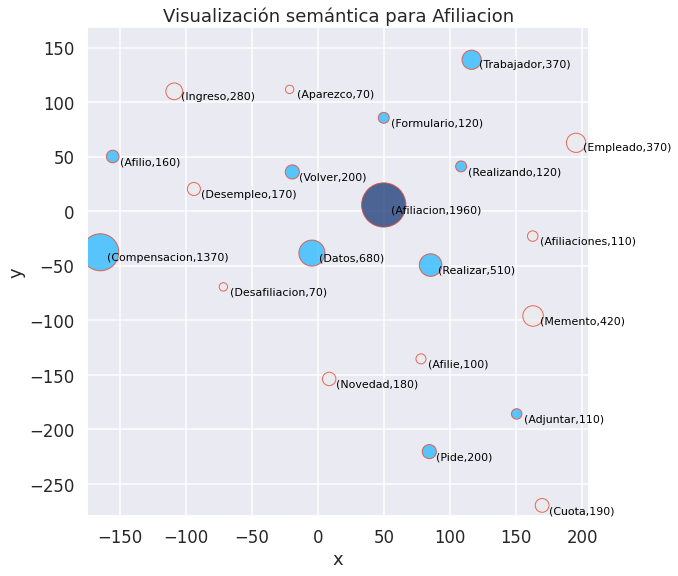 Visualización semántica para Afiliacion
150
100
50
0
−50
−100
−150
−200
−250
y
(Trabajador,370)
(Ingreso,280)
(Aparezco,70)
(Formulario,120)
(Empleado,370)
(Afilio,160)
(Realizando,120)
(Volver,200)
(Desempleo,170)
(Afiliacion,1960)
(Afiliaciones,110)
(Compensacion,1370)
(Datos,680)
(Realizar,510)
(Desafiliacion,70)
(Memento,420)
(Afilie,100)
(Novedad,180)
(Adjuntar,110)
(Pide,200)
(Cuota,190)
−150 −100 −50 0 50 100 150 200
x